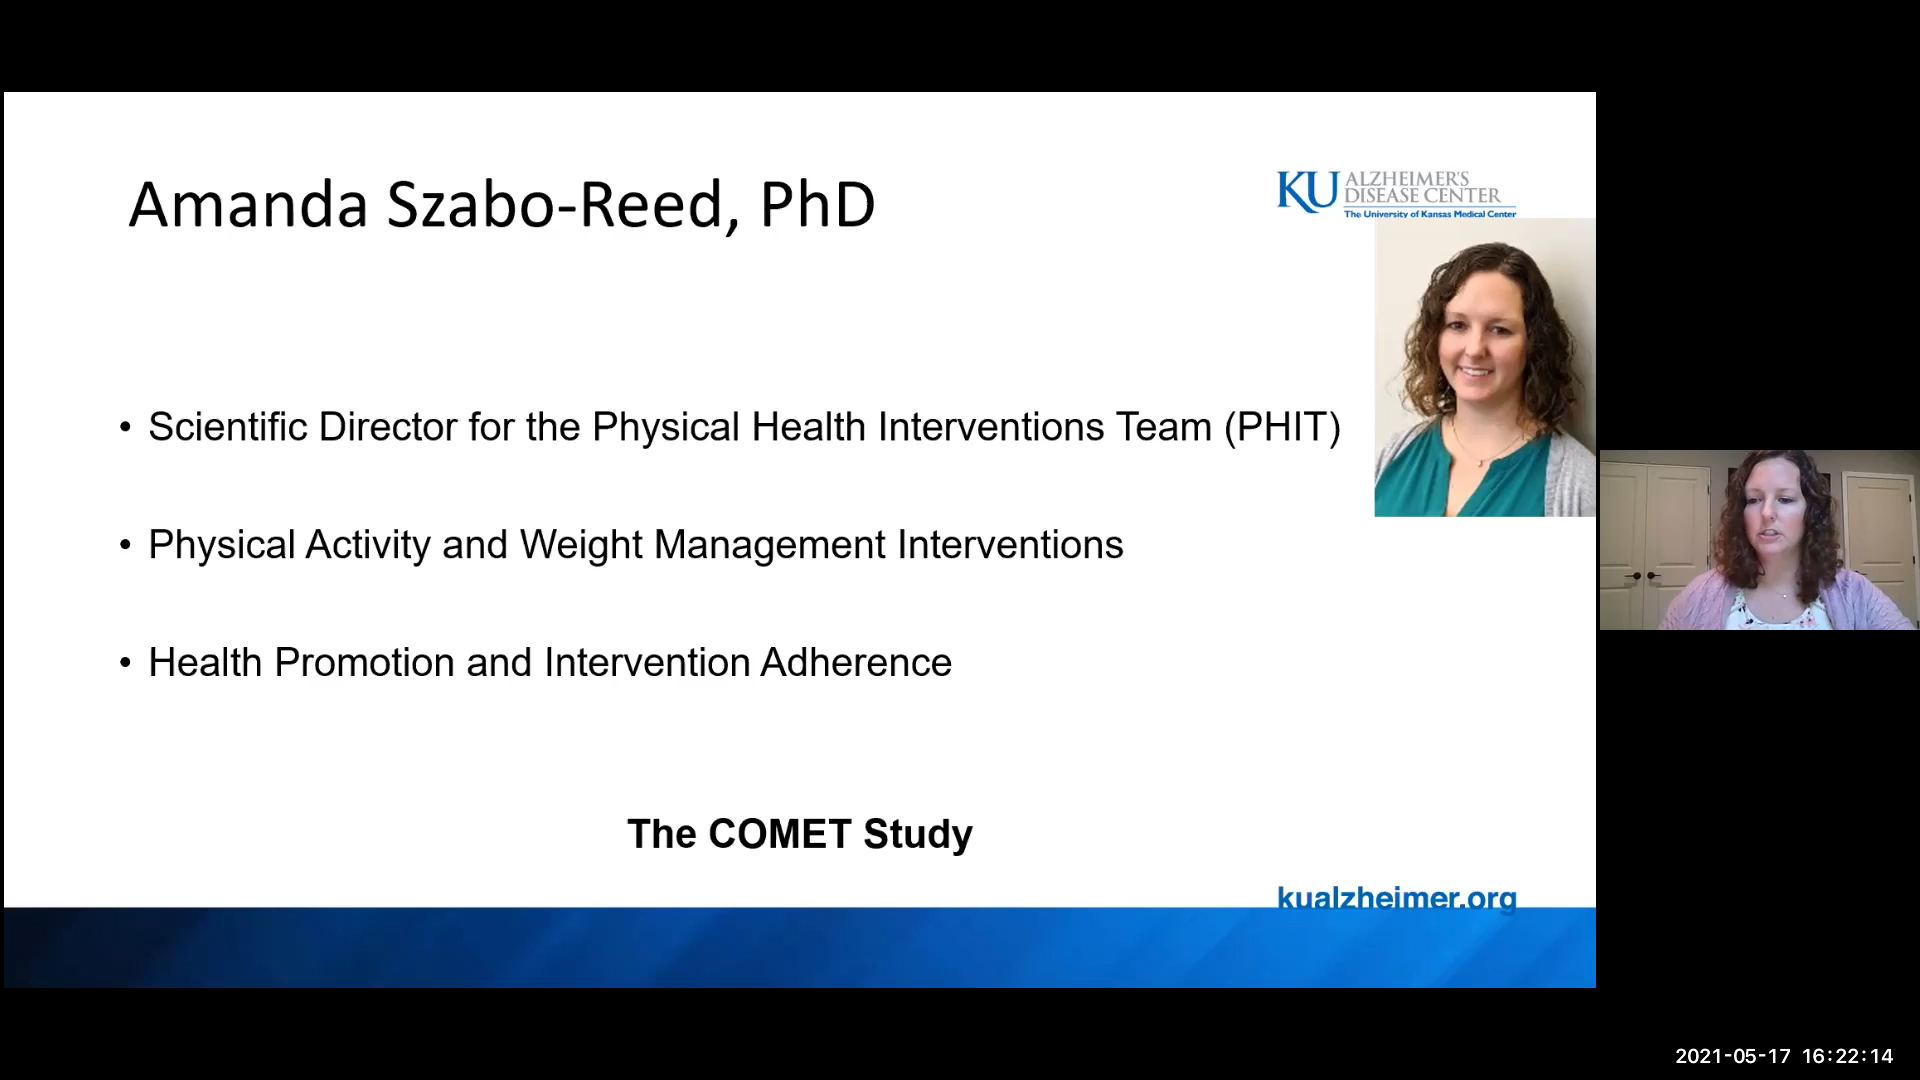 Amanda Szabo-Reed, PhD
KU ALZHEIMER'S
DISEASE CENTER
The University of Kansas Medical Center
• Scientific Director for the Physical Health Interventions Team (PHIT)
• Physical Activity and Weight Management Interventions
• Health Promotion and Intervention Adherence
The COMET Study
kualzheimer.org
2021-05-17 16:22:14